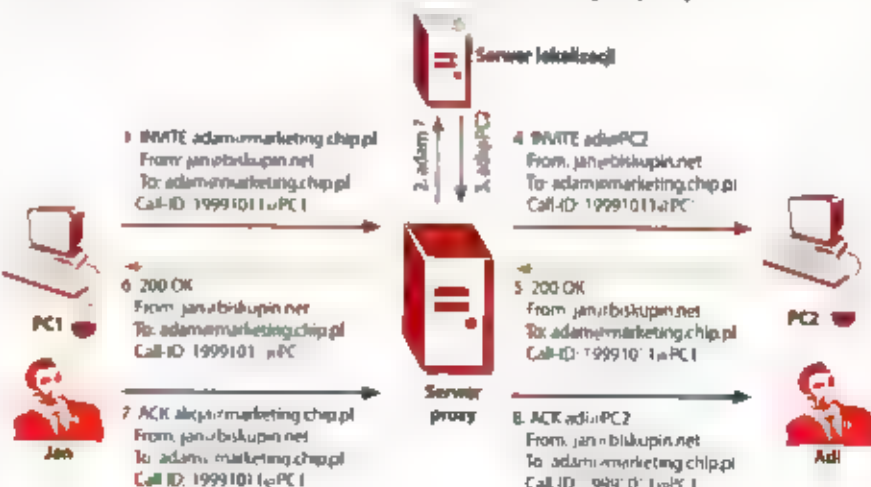 Serwer lokalizacji
2. adam ?
3. adi@PC2
1 INVITE adam@marketing.chip.pl
From: jan@biskupin.net
To: adam@marketing.chip.pl
Call-ID: 19991011@PC1
4 INVITE adi@PC2
From: jan@biskupin.net
To: adam@marketing.chip.pl
Call-ID: 19991011@PC1
6 200 OK
From: jan@biskupin.net
To: adam@marketing.chip.pl
5 200 OK
From: jan@biskupin.net
To: adam@marketing.chip.pl
Call-ID: 19991011@PC1
PC1
PC2
Serwer
proxy
Jan
Adi
7 ACK
From: jan@biskupin.net
To: adam@marketing.chip.pl
Call ID: 19991011@PC1
8. ACK adi@PC2
From: jan@biskupin.net
To: adam@marketing.chip.pl